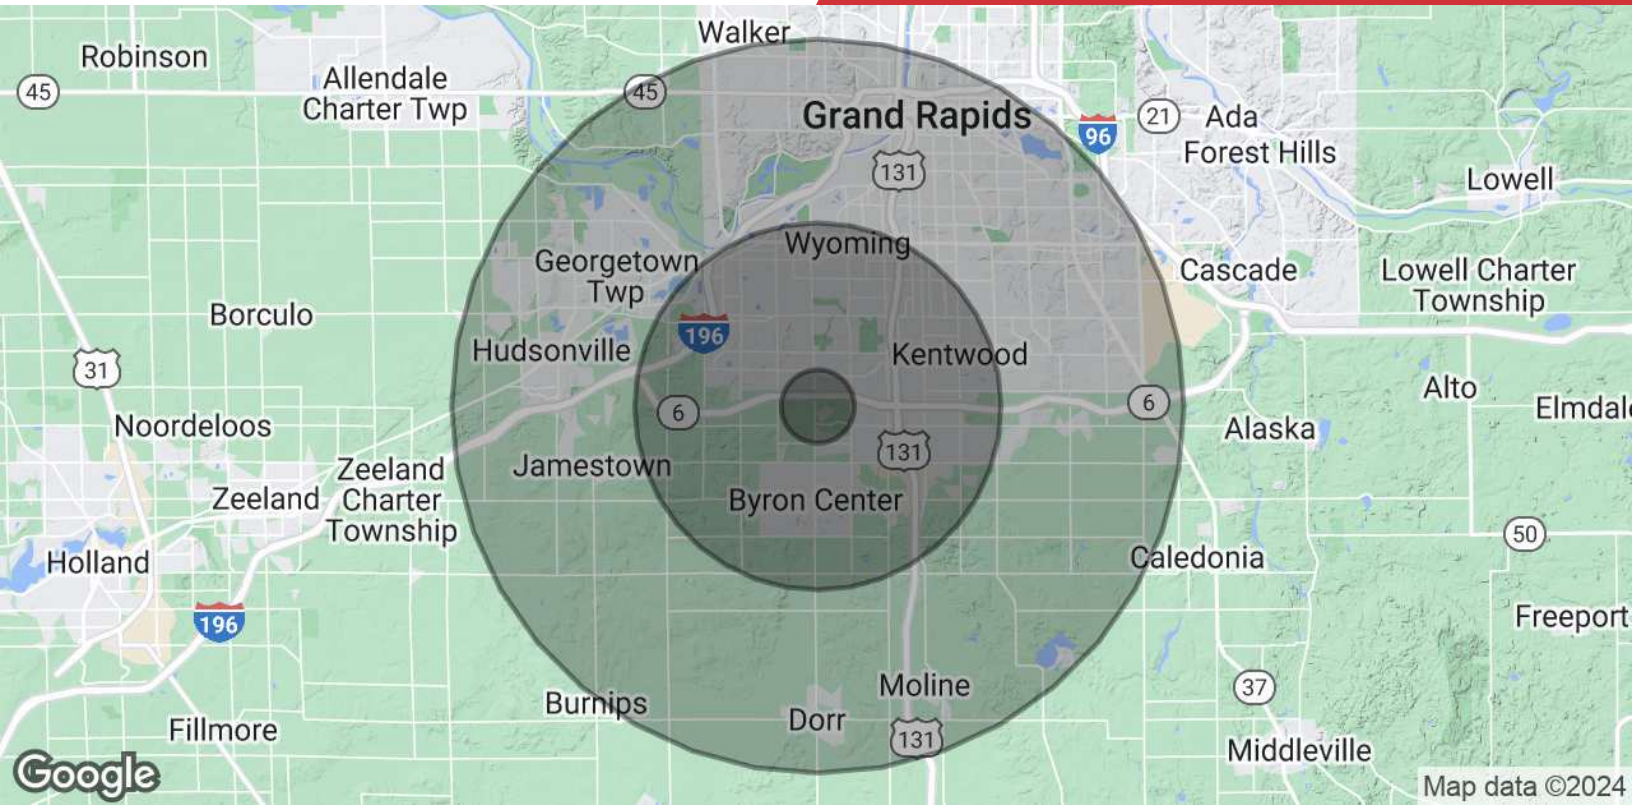 Walker
Robinson
Allendale
Charter Twp
45
45
Grand Rapids
21
Ada
96
Forest Hills
131
Lowell
Wyoming
Georgetown
Twp
Cascade
Lowell Charter
Township
Borculo
196
Hudsonville
Kentwood
31
Alto
6
6
Elmdal
Noordeloos
Alaska
131
Jamestown
Zeeland
Charter
Township
Zeeland
Byron Center
50
Holland
Caledonia
196
Freeport
Moline
37
Burnips
Dorr
Fillmore
131
Middleville
Google
Map data ©2024